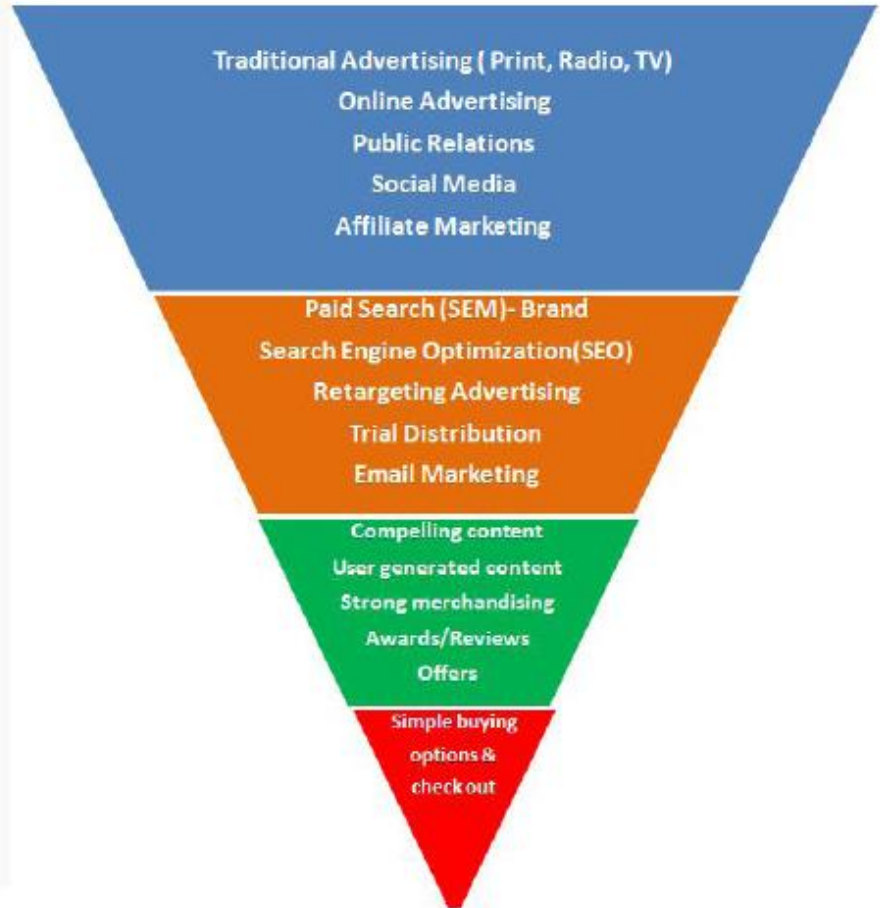 Traditional Advertising ( Print, Radio, TV)
Online Advertising
Public Relations
Social Media
Affiliate Marketing
Paid Search (SEM)- Brand
Search Engine Optimization(SEO)
Retargeting Advertising
Trial Distribution
Email Marketing
Compelling content
User generated content
Strong merchandising
Awards/Reviews
Offers
Simple buying
options &
checkout